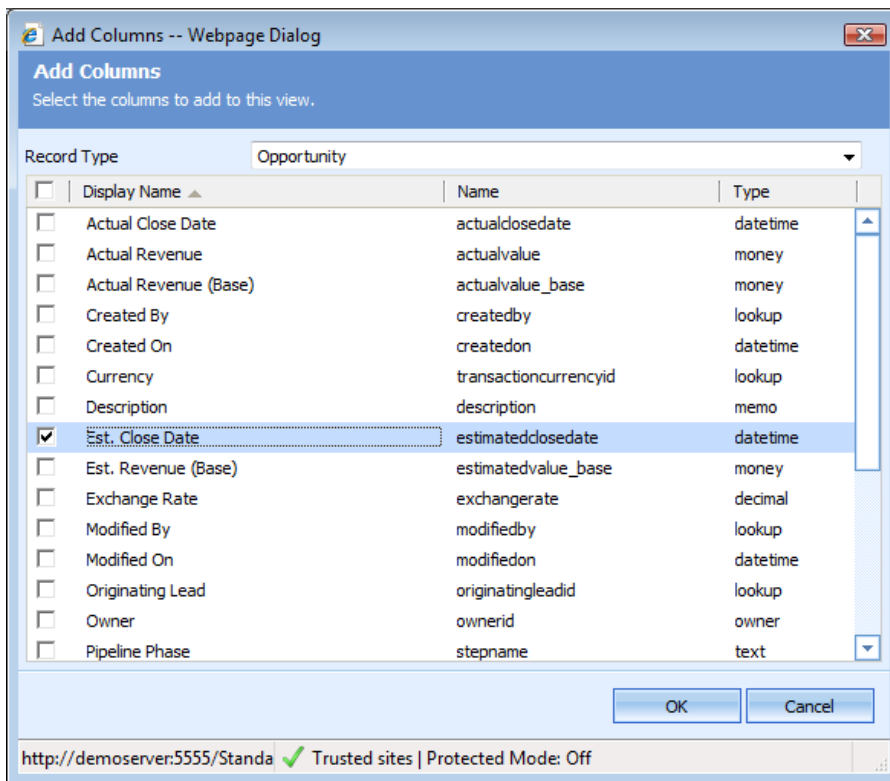 Add Columns -- Webpage Dialog
Add Columns
Select the columns to add to this view.
Record Type Opportunity
Display Name Name Type
Actual Close Date actualclosedate datetime
Actual Revenue actualvalue money
Actual Revenue (Base) actualvalue_base money
Created By createdby lookup
Created On createdon datetime
Currency transactioncurrencyid lookup
Description description memo
Est. Close Date estimatedclosedate datetime
Est. Revenue (Base) estimatedvalue_base money
Exchange Rate exchangerate decimal
Modified By modifiedby lookup
Modified On modifiedon datetime
Originating Lead originatingleadid lookup
Owner ownerid owner
Pipeline Phase stepname text
OK Cancel
http://demoserver:5555/Standa Trusted sites | Protected Mode: Off